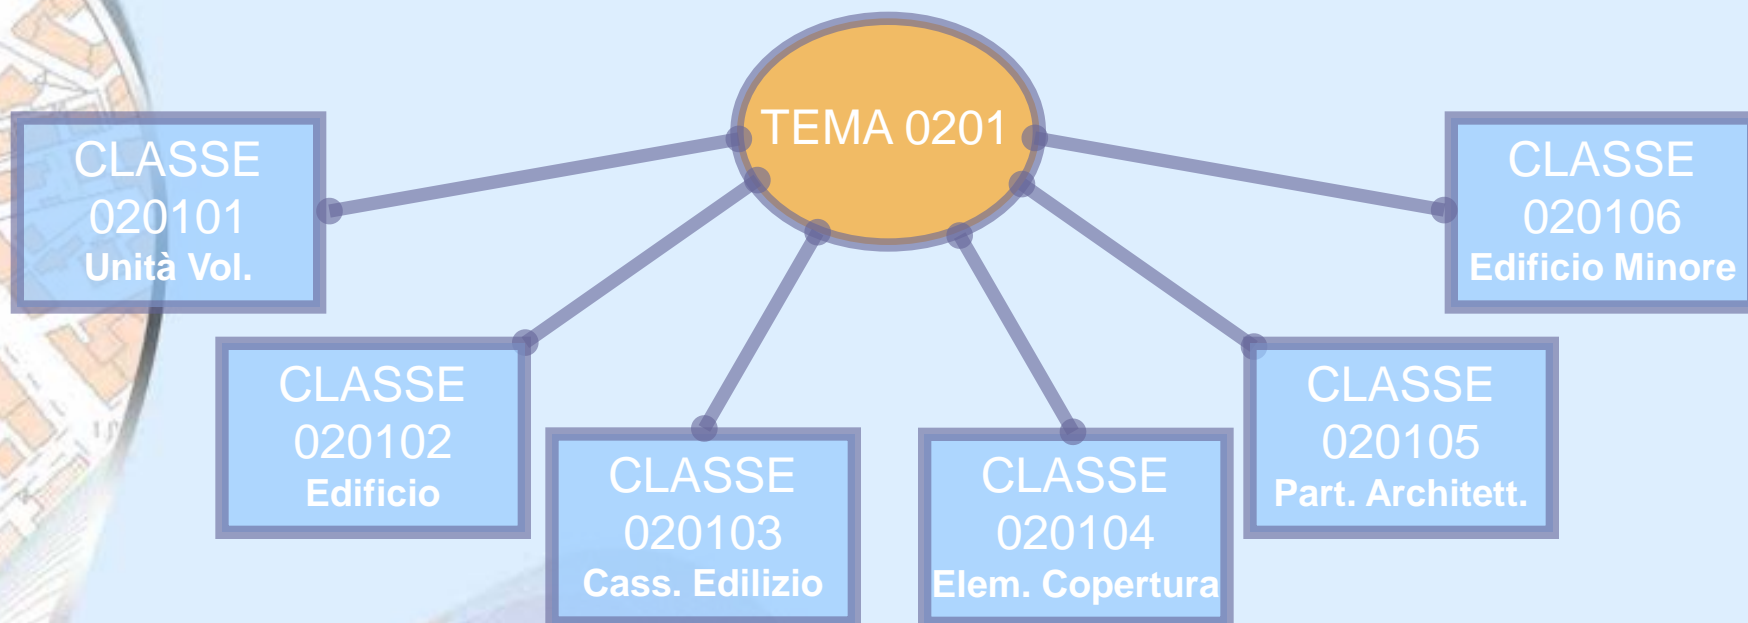 TEMA 0201
CLASSE
020101
Unità Vol.
CLASSE
020102
Edificio
CLASSE
020103
Cass. Edilizio
CLASSE
020104
Elem. Copertura
CLASSE
020105
Part. Architett.
CLASSE
020106
Edificio Minore